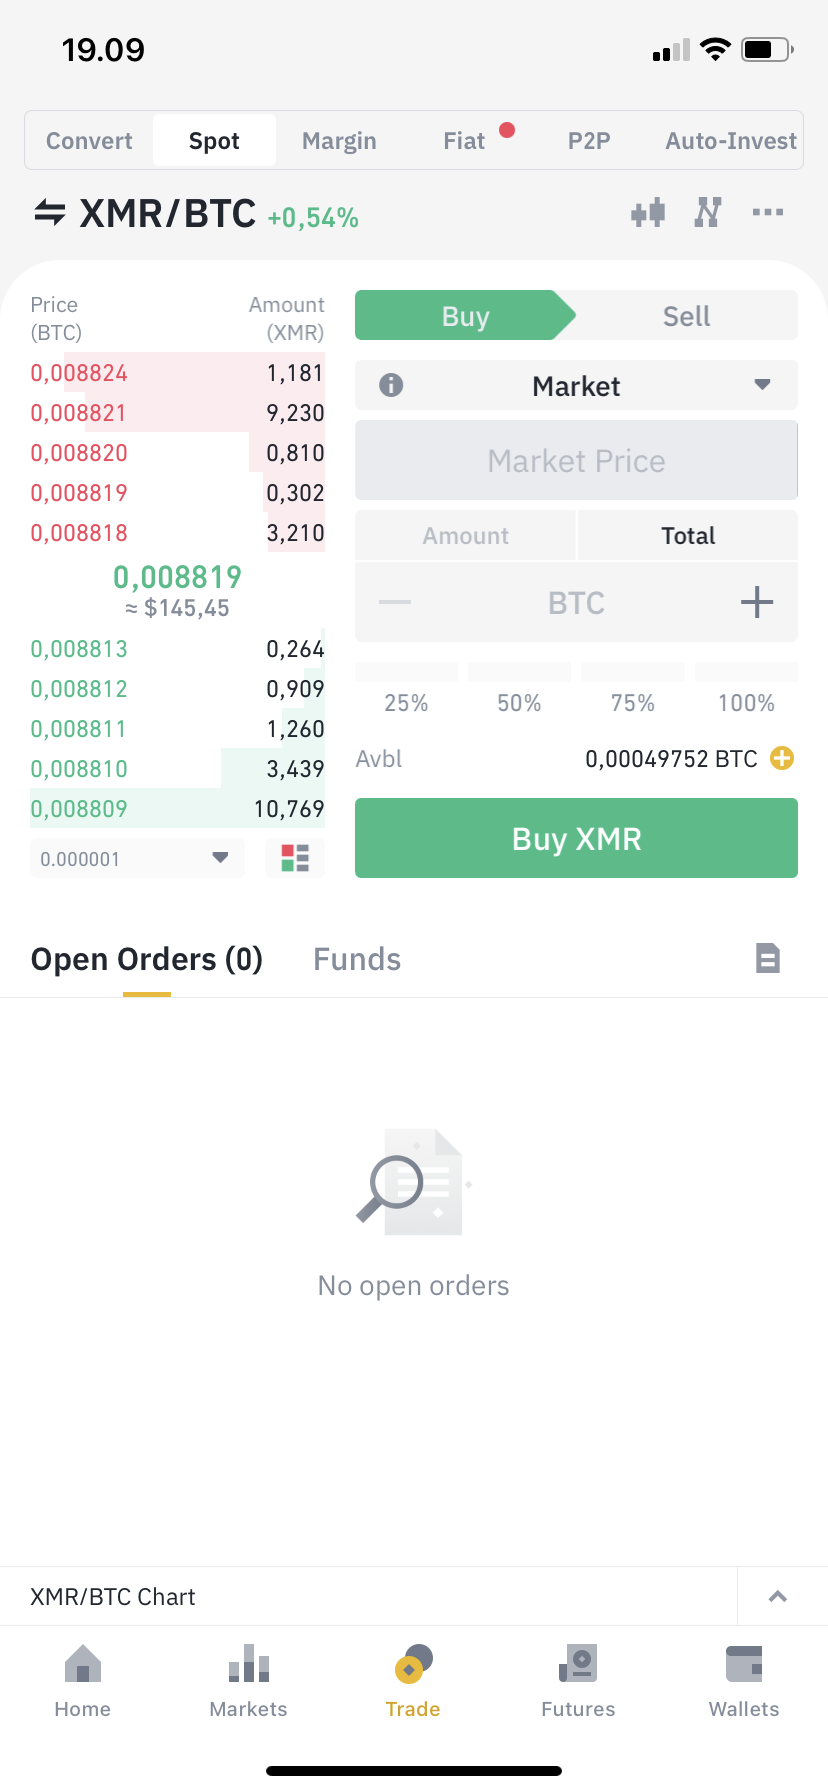 19.09
Convert Spot Margin Fiat P2P Auto-Invest
XMR/BTC +0,54%
Price Amount
(BTC) (XMR)
0,008824 1,181
0,008821 9,230
0,008820 0,810
0,008819 0,302
0,008818 3,210
0,008819
≈ $145,45
0,008813 0,264
0,008812 0,909
0,008811 1,260
0,008810 3,439
0,008809 10,769
0.000001
Buy Sell
Market
Market Price
Amount Total
BTC
25% 50% 75% 100%
Avbl 0,00049752 BTC
Buy XMR
Open Orders (0) Funds
No open orders
XMR/BTC Chart
Home Markets Trade Futures Wallets